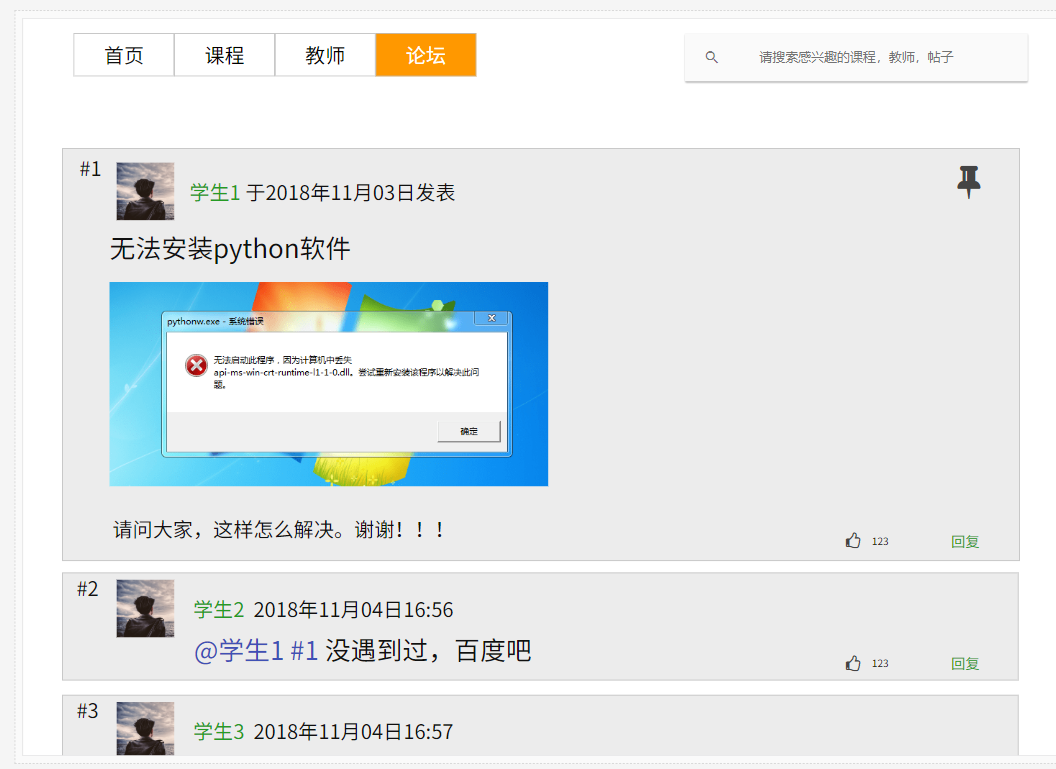 首页 课程 教师 论坛 请搜索感兴趣的课程，教师，帖子
#1
学生1 于2018年11月03日发表
无法安装python软件
pythonw.exe - 系统错误
无法启动此程序，因为计算机中丢失
api-ms-win-crt-runtime-l1-1-0.dll。尝试重新安装该程序以解决此问
题。
确定
请问大家，这样怎么解决。谢谢！！！
123 回复
#2
学生2 2018年11月04日16:56
@学生1 #1 没遇到过，百度吧
123 回复
#3
学生3 2018年11月04日16:57